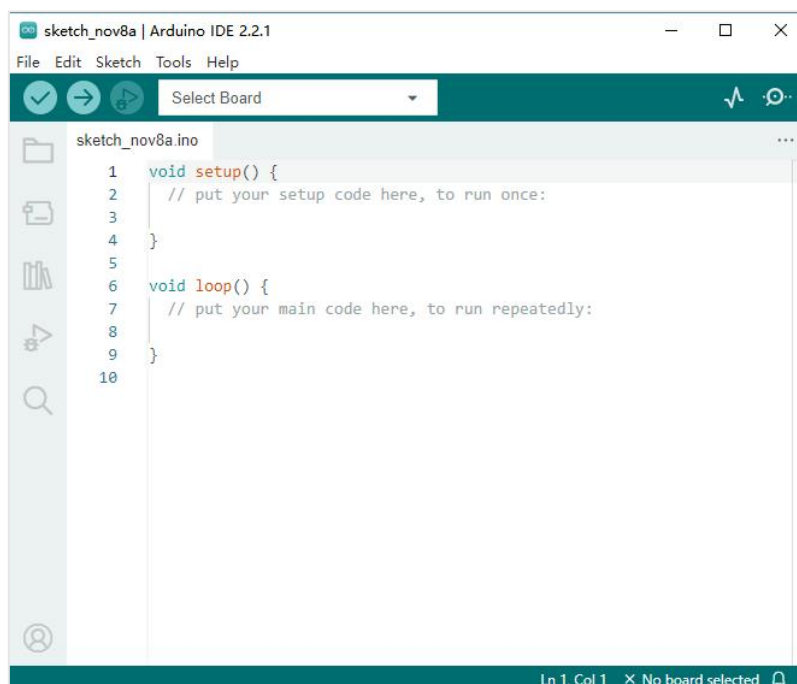 sketch_nov8a | Arduino IDE 2.2.1
File Edit Sketch Tools Help
Select Board
sketch_nov8a.ino
1 void setup() {
2 // put your setup code here, to run once:
3
4 }
5
6 void loop() {
7 // put your main code here, to run repeatedly:
8
9 }
10
Ln 1, Col 1 × No board selected